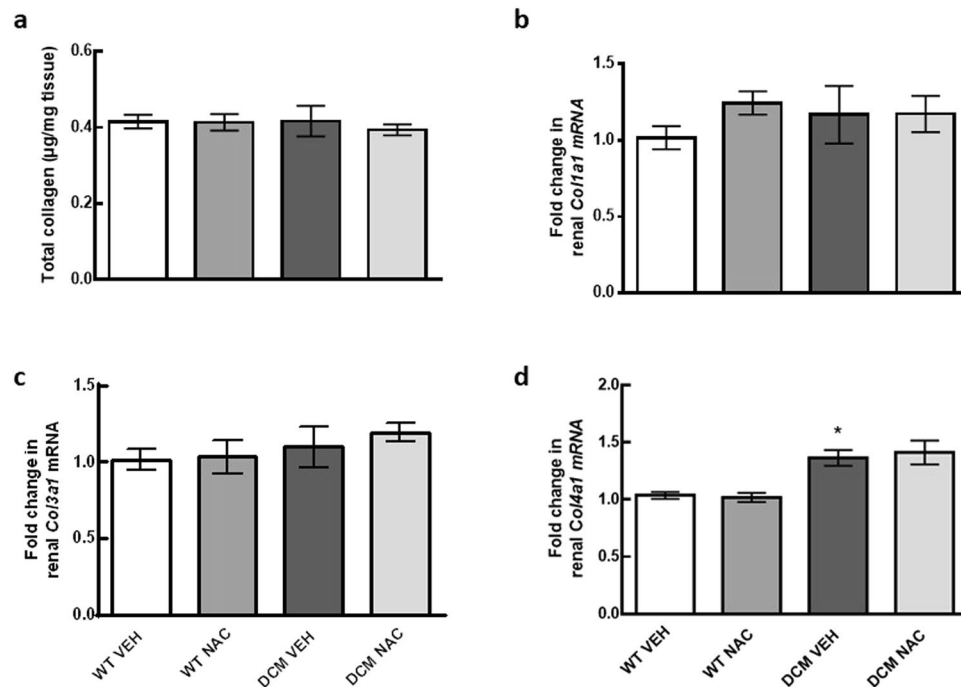 a
Total collagen (µg/mg tissue)
0.6
0.4
0.2
0.0
b
Fold change in
renal Col1a1 mRNA
1.5
1.0
0.5
0.0
c
Fold change in
renal Col3a1 mRNA
1.5
1.0
0.5
0.0
WT VEH
WT NAC
DCM VEH
DCM NAC
d
Fold change in
renal Col4a1 mRNA
2.0
1.5
1.0
0.5
0.0
*
WT VEH
WT NAC
DCM VEH
DCM NAC